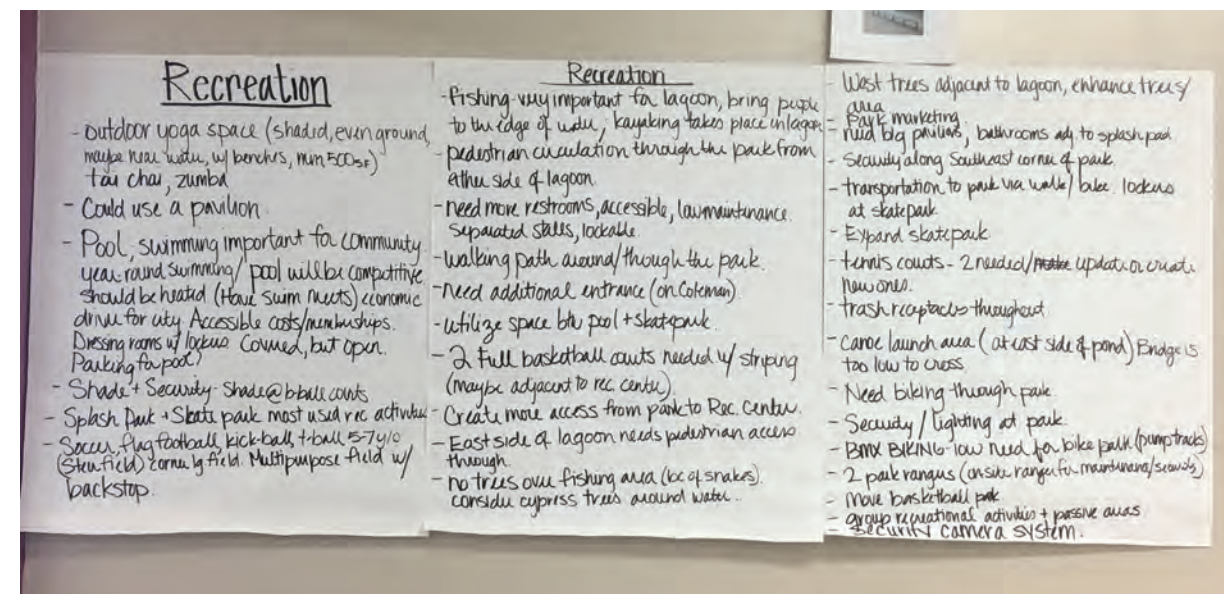 Recreation
- outdoor yoga space (shaded, even ground,
maybe near water, w/ benches, min 500SF)
tai chai, zumba
- Could use a pavilion.
- Pool, swimming important for community
year-round swimming/ pool will be competitive
should be heated (Have swim meets) economic
driver for city. Accessible costs/memberships.
Dressing rooms w/ lockers Covered, but open.
Parking for pool?
- Shade + Security - Shade @ b-ball courts
- Splash Park + Skate park most used rec activities
- Soccer, flag football, kick-ball, t-ball 5-7 y/o
field) corner lg field. Multipurpose field w/
backstop.
Recreation
- Fishing-very important for lagoon, bring people
to the edge of water; kayaking takes place in lagoon
- pedestrian circulation through the park from
either side of lagoon.
- need more restrooms, accessible, low maintenance.
separated stalls, lockable.
- walking path around/through the park.
- need additional entrance (on Coleman).
- utilize space btw pool + skatepark.
- 2 Full basketball courts needed w/ striping
(maybe adjacent to rec. center).
- Create more access from park to Rec. Center.
- East side of lagoon needs pedestrian access
through.
- no trees over fishing area (bc of snakes).
consider cypress trees around water.
- West trees adjacent to lagoon, enhance trees/
area
- Park marketing
- need big pavilions, bathrooms adj. to splash pad.
- Security along Southeast corner of park.
- transportation to park via walk/ bike. lockers
at skatepark
- Expand skatepark
- tennis courts - 2 needed/ update or create
new ones.
- trash receptacles throughout.
- canoe launch area (at east side of pond) Bridge is
too low to cross
- Need biking through park.
- Security / lighting at park.
- BMX BIKING-low need for bike park (pump tracks)
- 2 park rangers (onsite ranger for maintenance/security)
- move basketball
- group recreational activities + passive areas
- Security camera system.